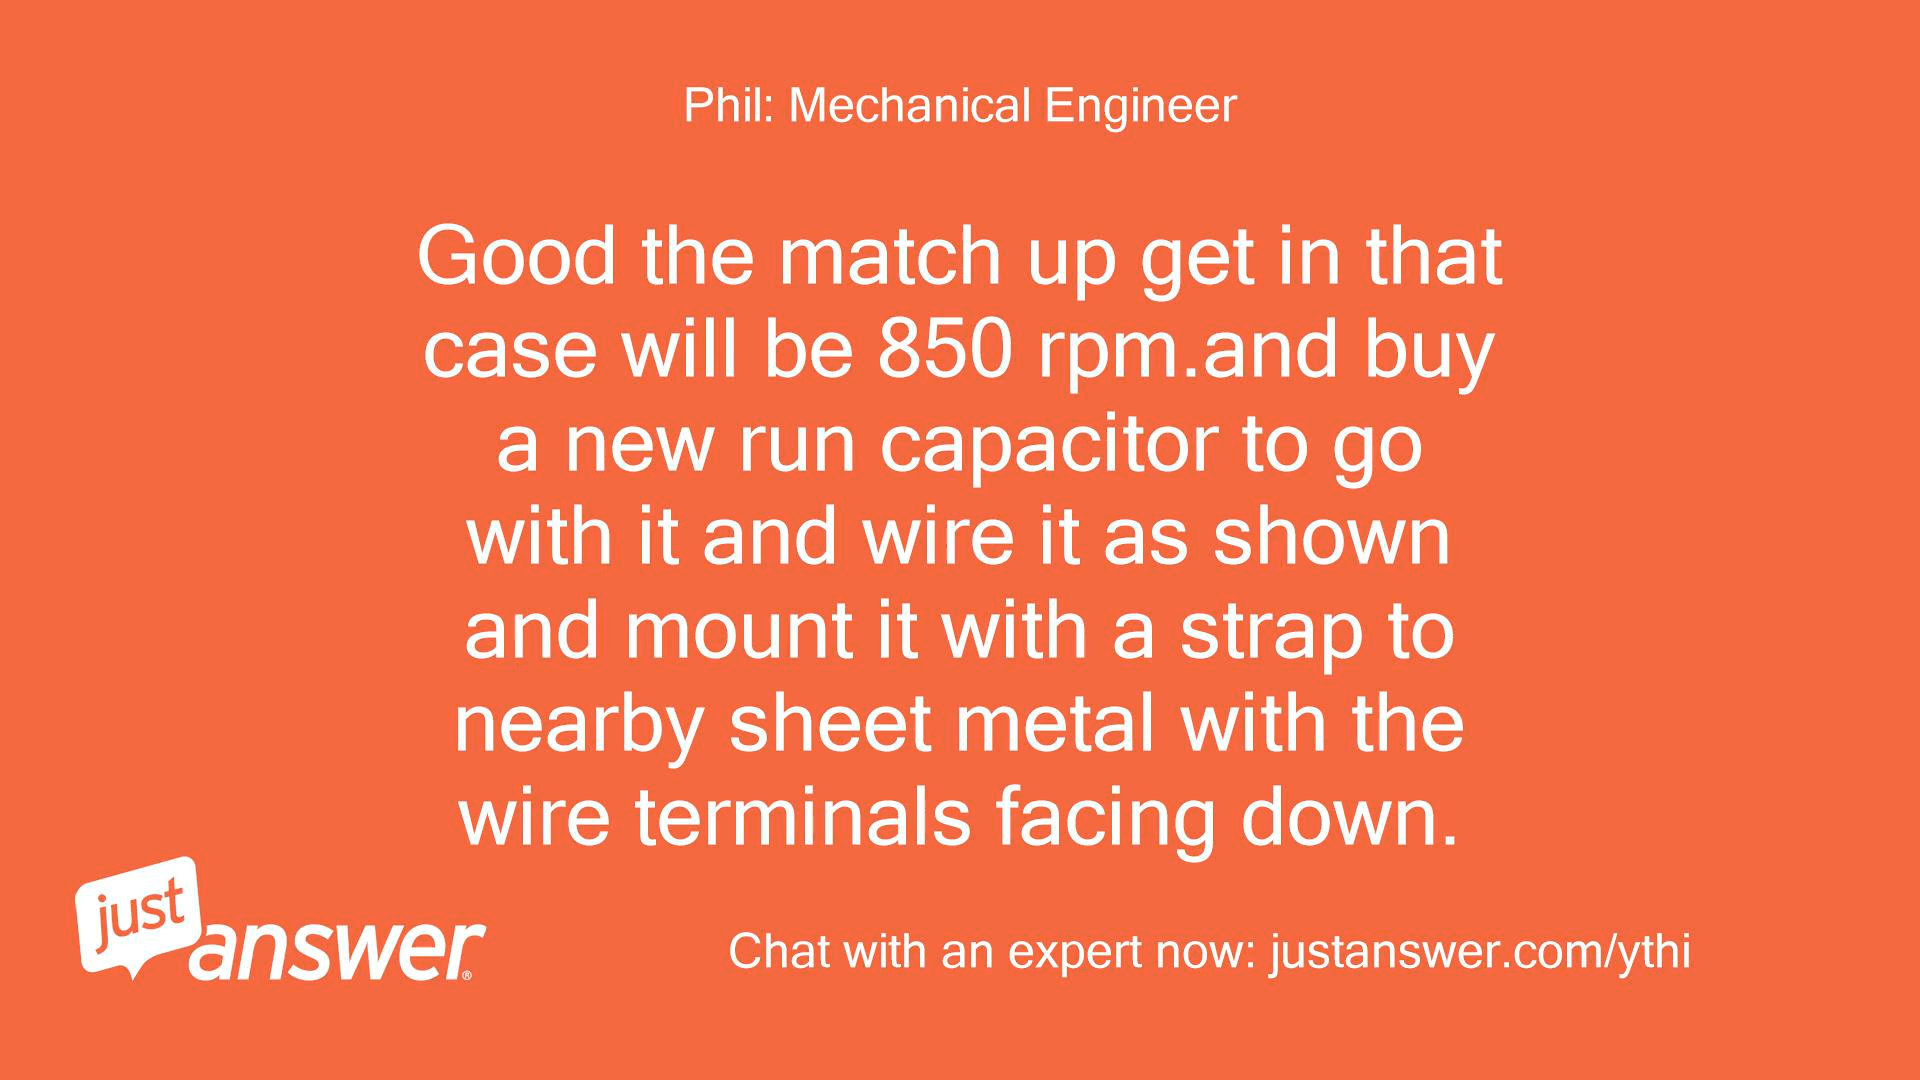 Phil: Mechanical Engineer
Good the match up get in that
case will be 850 rpm.and buy
a new run capacitor to go
with it and wire it as shown
and mount it with a strap to
nearby sheet metal with the
wire terminals facing down.
just
answer®
Chat with an expert now: justanswer.com/ythi